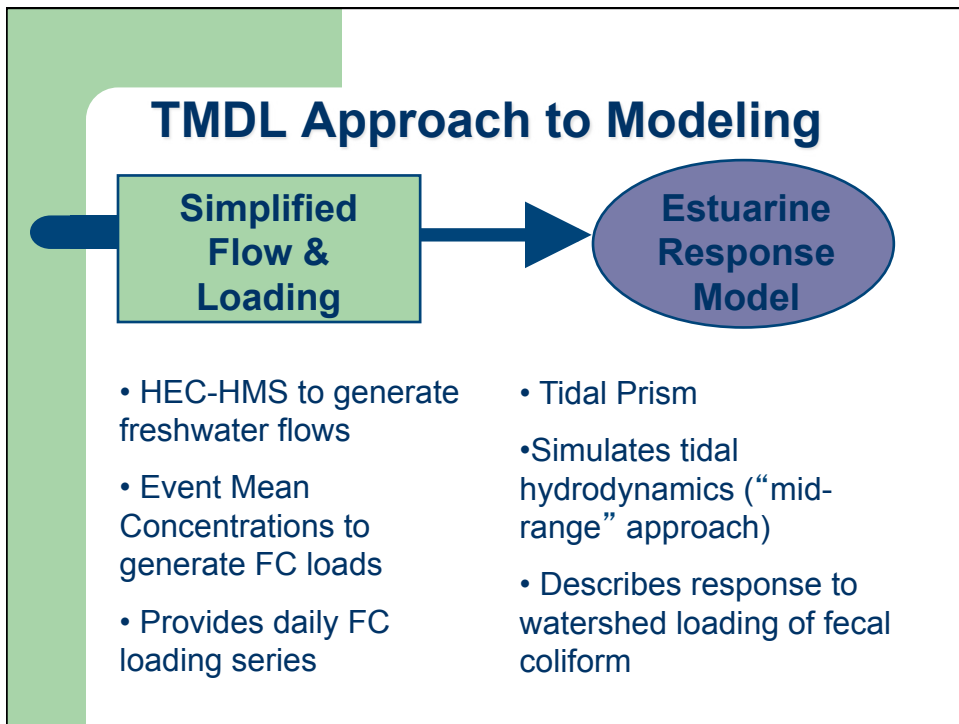 TMDL Approach to Modeling
Simplified
Flow &
Loading
Estuarine
Response
Model
• HEC-HMS to generate
freshwater flows
• Event Mean
Concentrations to
generate FC loads
• Provides daily FC
loading series
• Tidal Prism
•Simulates tidal
hydrodynamics (“mid-
range” approach)
• Describes response to
watershed loading of fecal
coliform